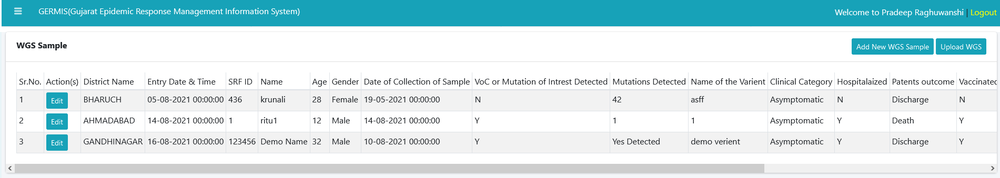 GERMIS(Gujarat Epidemic Response Management Information System)
Welcome to Pradeep Raghuwanshi | Logout
WGS Sample
Add New WGS Sample Upload WGS
Sr.No. Action(s) District Name Entry Date & Time SRF ID Name Age Gender Date of Collection of Sample VoC or Mutation of Intrest Detected Mutations Detected Name of the Varient Clinical Category Hospitalaized Patents outcome Vaccinated
1 Edit BHARUCH 05-08-2021 00:00:00 436 krunali 28 Female 19-05-2021 00:00:00 N 42 asff Asymptomatic N Discharge N
2 Edit AHMADABAD 14-08-2021 00:00:00 1 ritu1 12 Male 14-08-2021 00:00:00 Y 1 1 Asymptomatic Y Death Y
3 Edit GANDHINAGAR 16-08-2021 00:00:00 123456 Demo Name 32 Male 10-08-2021 00:00:00 Y Yes Detected demo verient Asymptomatic Y Discharge Y